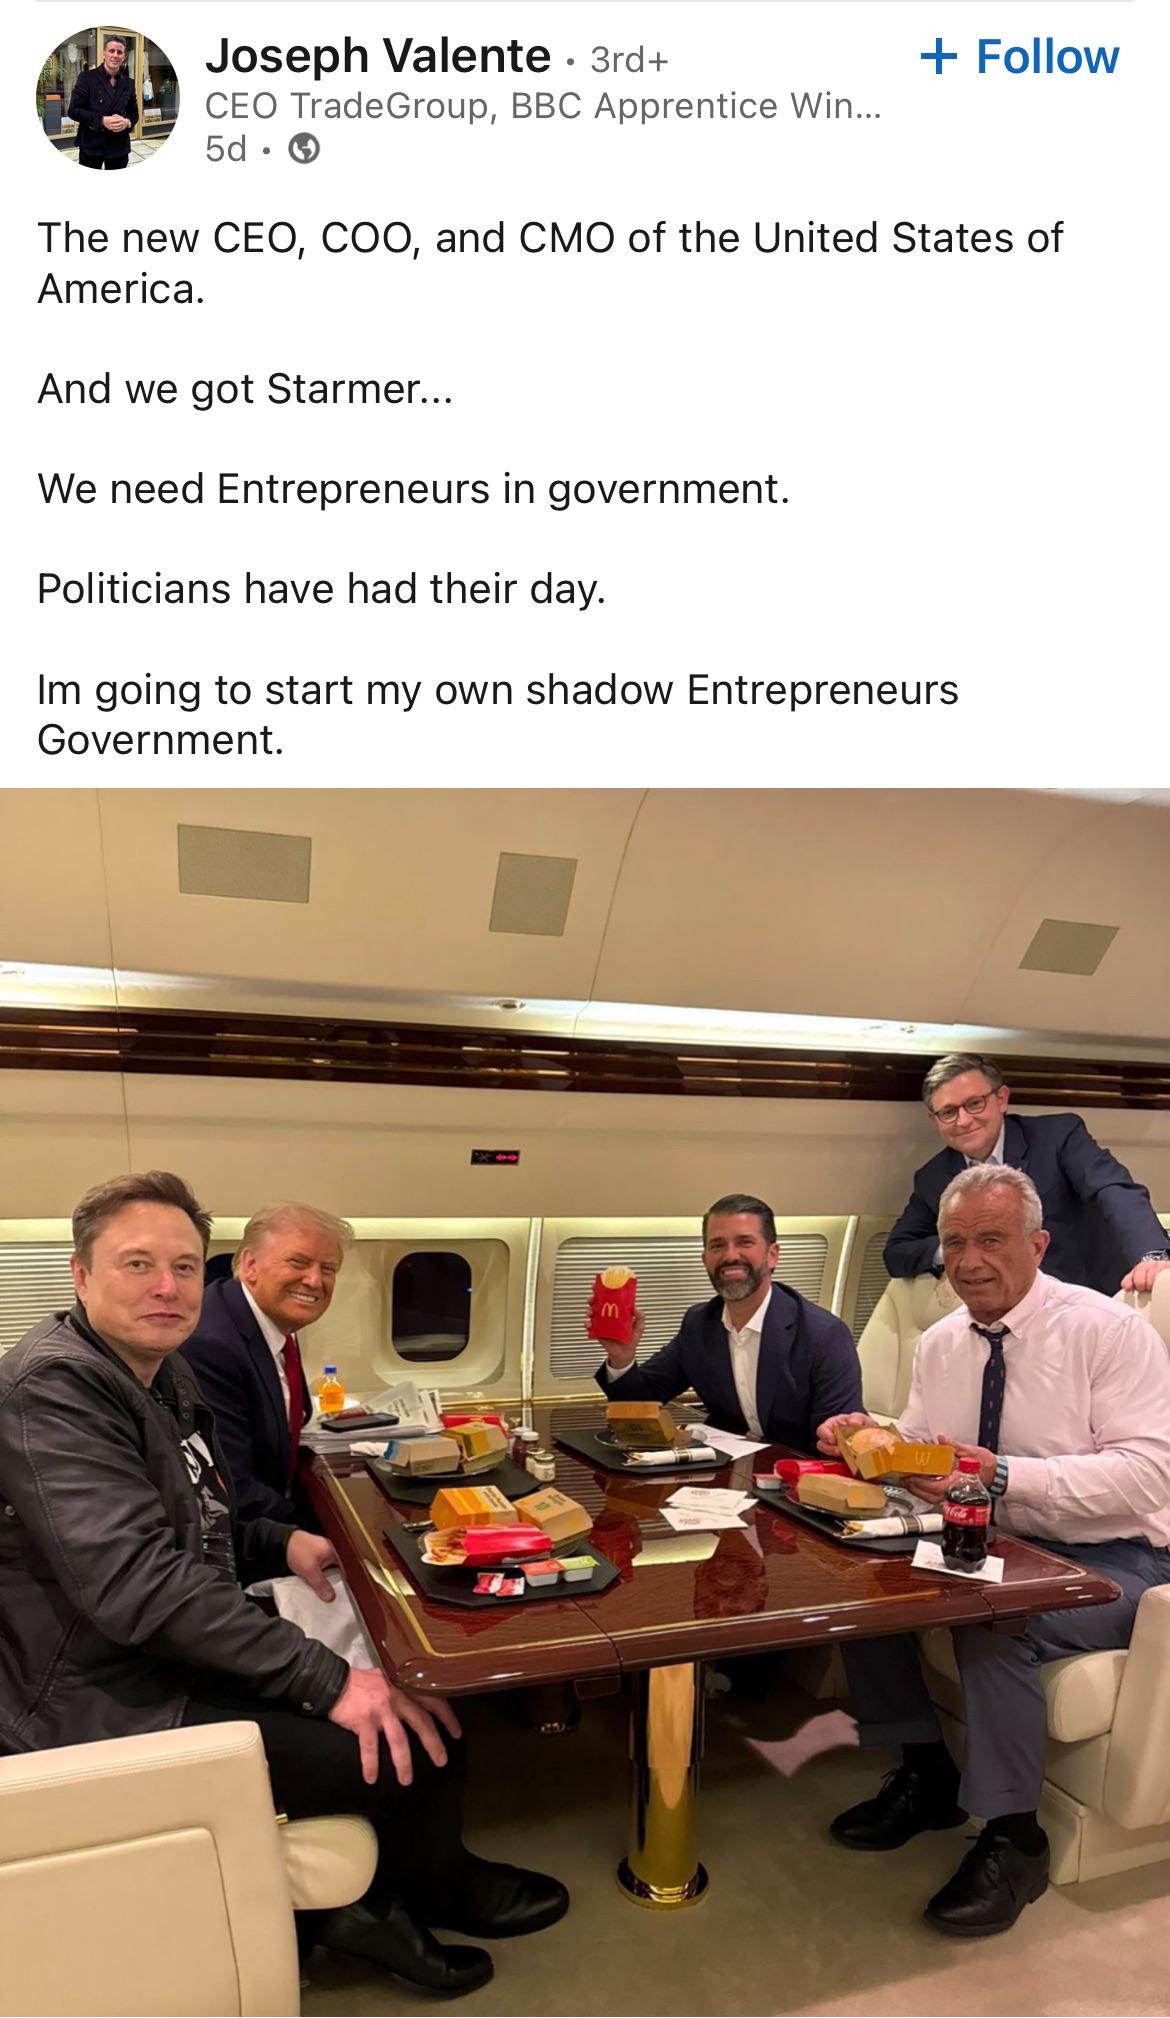 Joseph Valente · 3rd+
+ Follow
CEO TradeGroup, BBC Apprentice Win...
5d ·
The new CEO, COO, and CMO of the United States of
America.
And we got Starmer...
We need Entrepreneurs in government.
Politicians have had their day.
Im going to start my own shadow Entrepreneurs
Government.